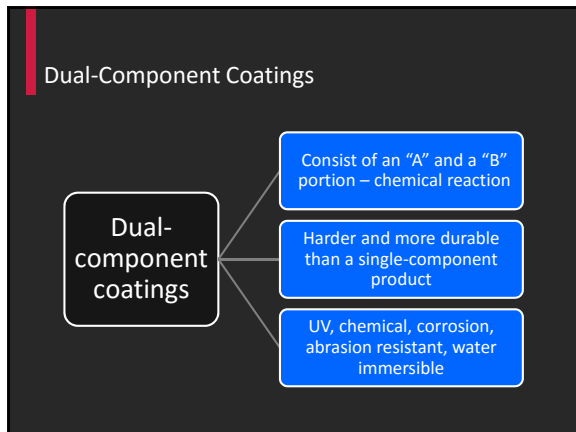 Dual-Component Coatings
Dual-
component
coatings
Consist of an “A” and a “B”
portion – chemical reaction
Harder and more durable
than a single-component
product
UV, chemical, corrosion,
abrasion resistant, water
immersible